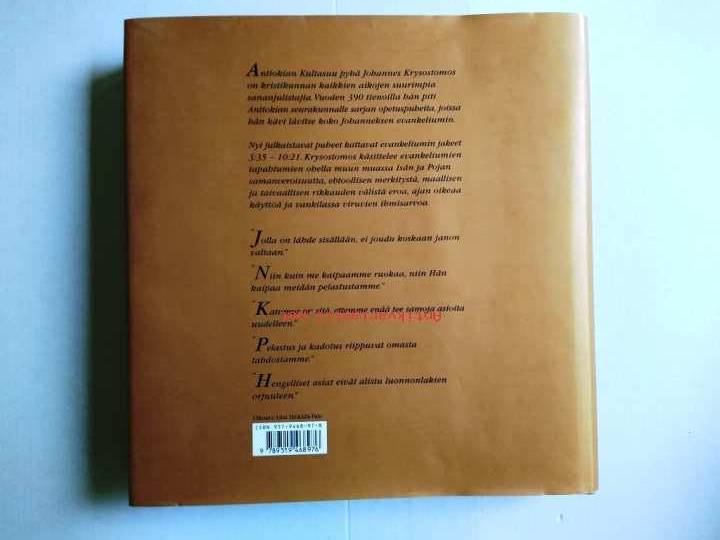 Antiokian Kultasuu pyhä Johannes Krysostomos
on kristikunnan kaikkien aikojen suurimpia
sananjulistajia. Vuoden 390 tienoilla hän piti
Antiokian seurakunnalle sarjan opetuspuheita, joissa
hän kävi lävitse koko Johanneksen evankeliumin.
Nyt julkaistavat puheet kattavat evankeliumin jakeet
3:35 – 10:21. Krysostomos käsittelee evankeliumien
tapahtumien ohella muun muassa Isän ja Pojan
samanveroisuutta, ehtoollisen merkitystä, maallisen
ja taivaallisen rikkauden välistä eroa, ajan oikeaa
käyttöä ja vankilassa viruvien ihmisarvoa.
"Jolla on lähde sisällään, ei joudu koskaan janon
valtaan."
"Niin kuin me kaipaamme ruokaa, niin Hän
kaipaa meidän pelastustamme."
sitä, ettemme enää tee samoja asioita
uudelleen."
"Pelastus ja kadotus riippuvat omasta
tahdostamme."
"Hengelliset asiat eivät alistu luonnonlakien
orjuuteen."
ISBN 951-9468-97-8
9 789519 468976